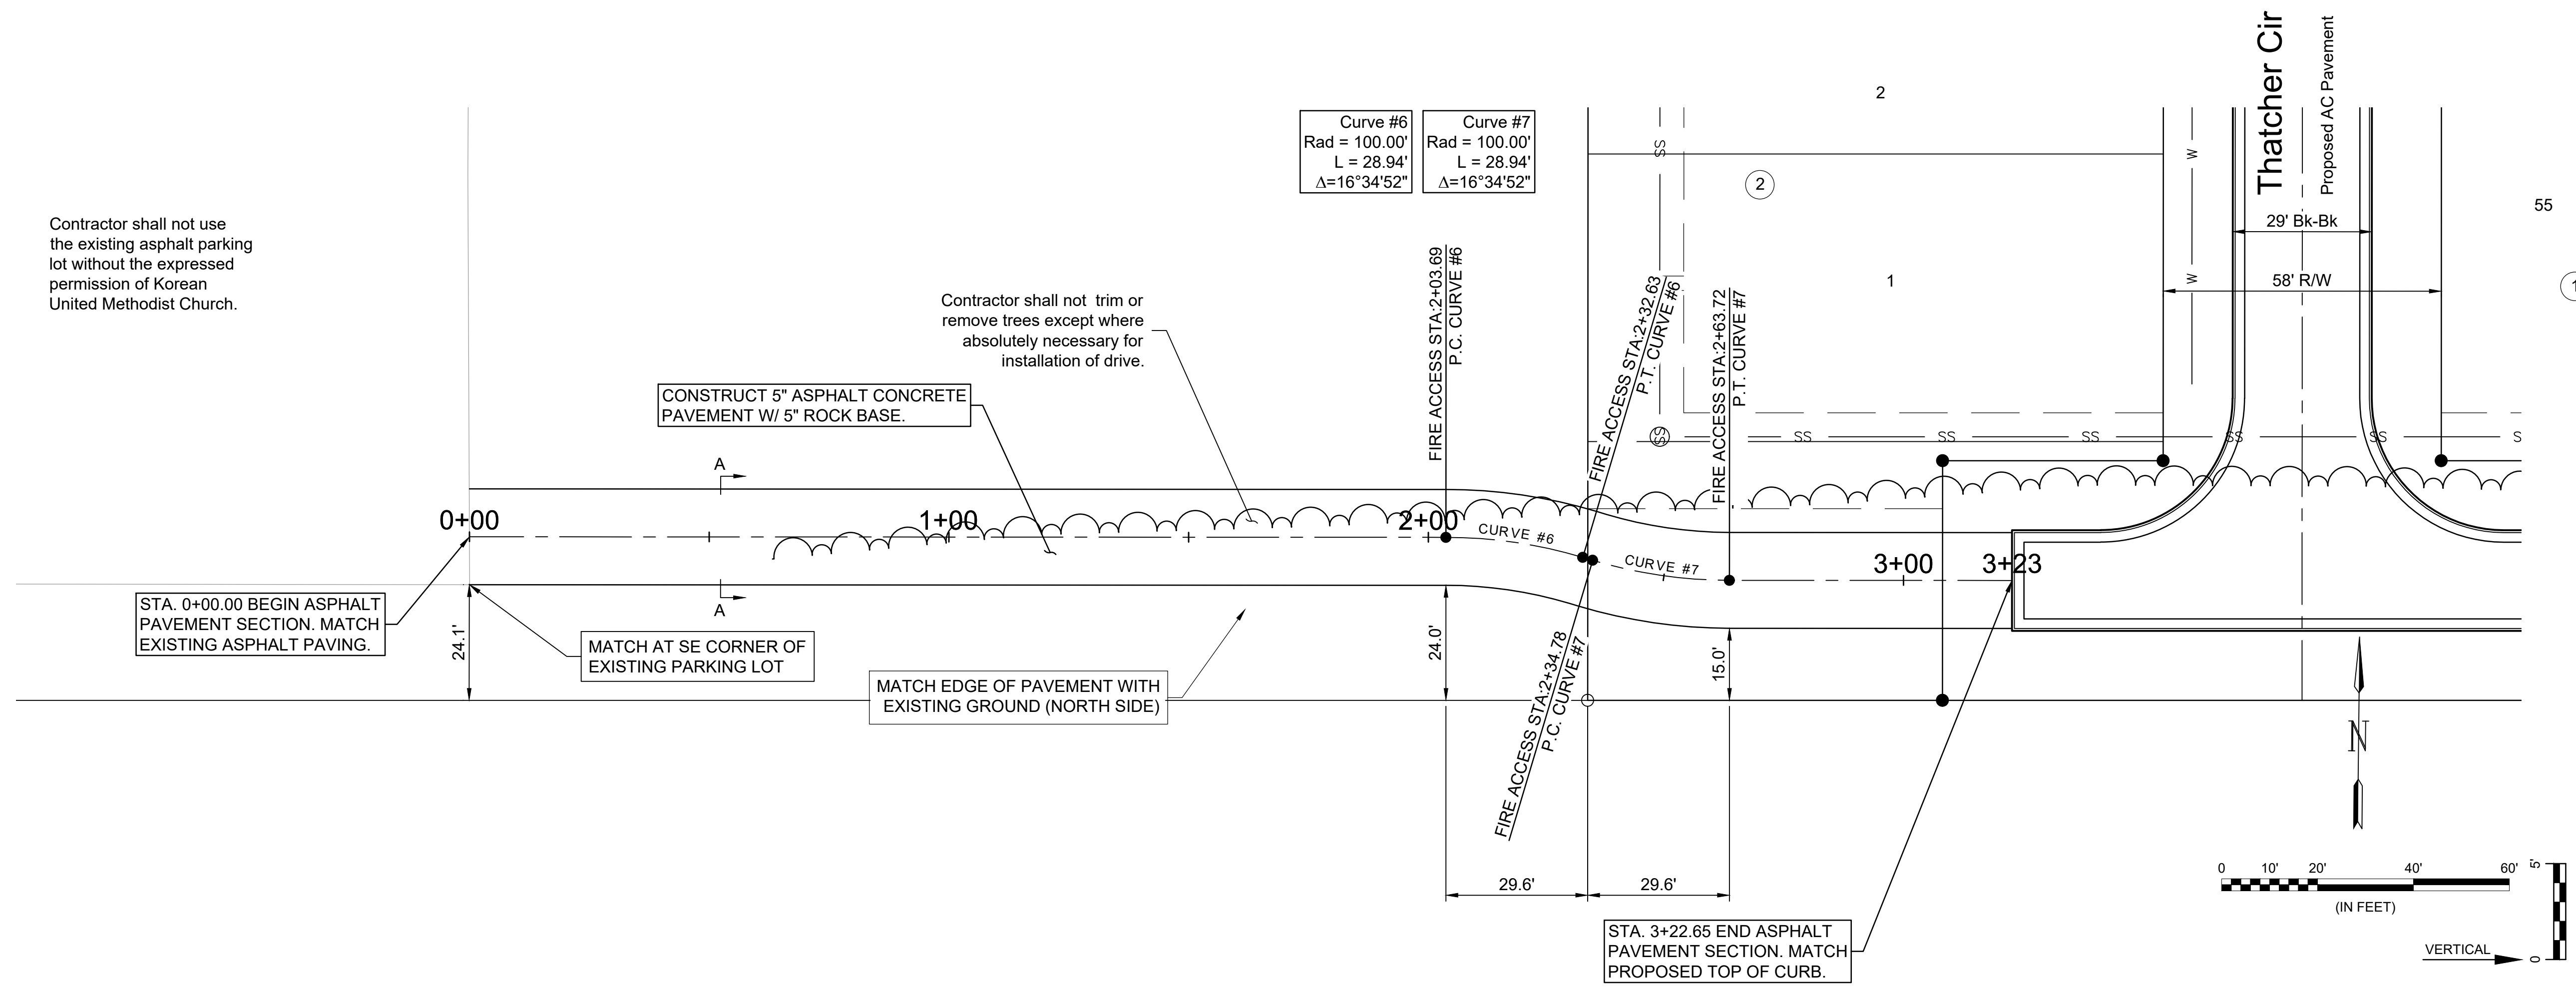 Thatcher Cir
Proposed AC Pavement
2
Curve #6
Rad = 100.00'
L = 28.94'
Δ=16°34'52"
Curve #7
Rad = 100.00'
L = 28.94'
Δ=16°34'52"
SS
W
2
55
Contractor shall not use
the existing asphalt parking
lot without the expressed
permission of Korean
United Methodist Church.
29' Bk-Bk
58' R/W
W
1
1
Contractor shall not  trim or
remove trees except where
absolutely necessary for
installation of drive.
FIRE ACCESS STA:2+03.69
P.C. CURVE #6
FIRE ACCESS STA:2+32.63
P.T. CURVE #6
FIRE ACCESS STA:2+63.72
P.T. CURVE #7
CONSTRUCT 5" ASPHALT CONCRETE
PAVEMENT W/ 5" ROCK BASE.
SS
SS
SS
SS
SS
SS
S
A
0+00
1+00
2+00
CURVE #6
CURVE #7
3+00
3+23
A
STA. 0+00.00 BEGIN ASPHALT
PAVEMENT SECTION. MATCH
EXISTING ASPHALT PAVING.
24.1'
MATCH AT SE CORNER OF
EXISTING PARKING LOT
MATCH EDGE OF PAVEMENT WITH
EXISTING GROUND (NORTH SIDE)
24.0'
FIRE ACCESS STA:2+34.78
P.C. CURVE #7
15.0'
N
29.6'
29.6'
0
10'
20'
40'
60'
(IN FEET)
5'
0
VERTICAL
STA. 3+22.65 END ASPHALT
PAVEMENT SECTION. MATCH
PROPOSED TOP OF CURB.